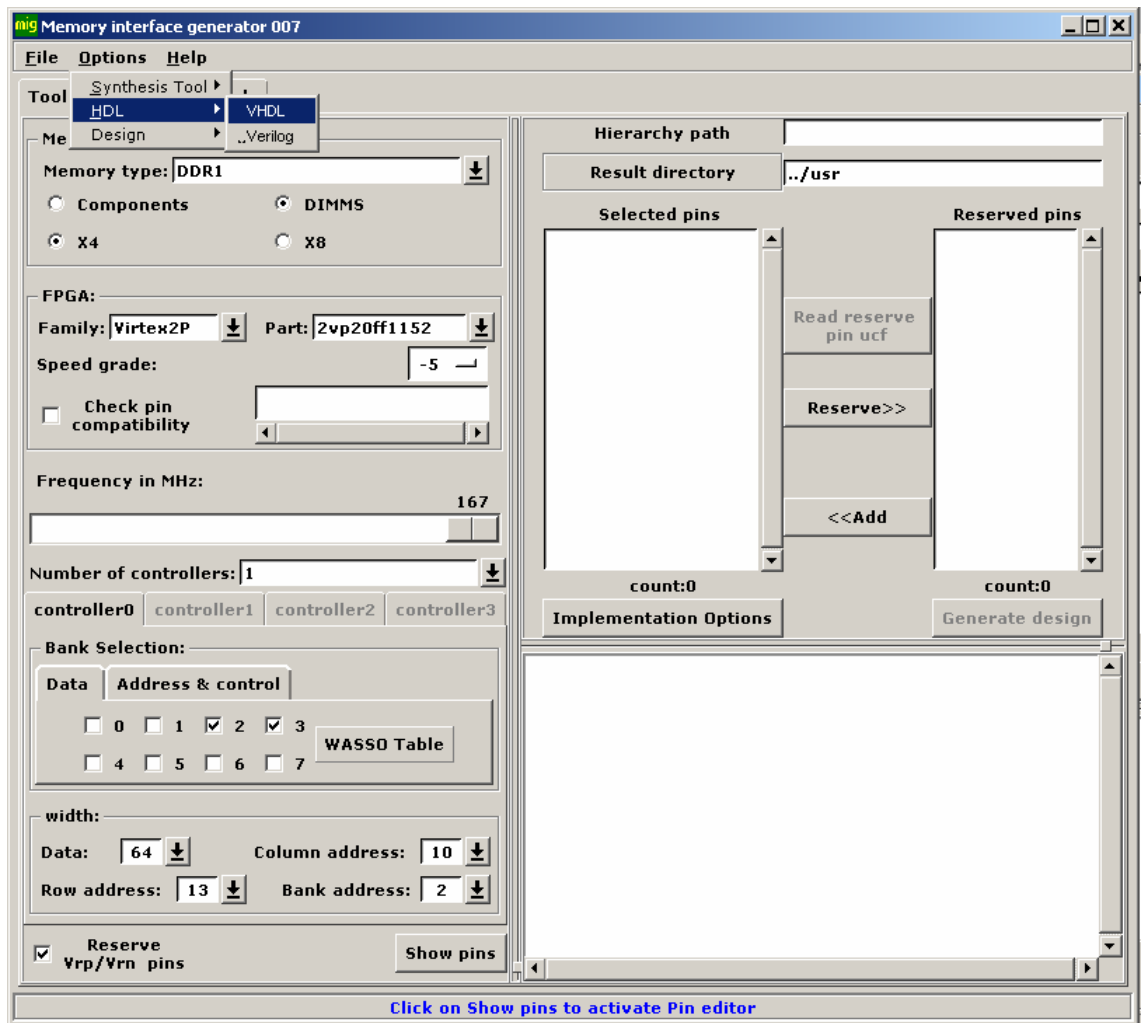 mig Memory interface generator 007
File Options Help
Synthesis Tool
Tool
HDL
VHDL
Me
Design
Verilog
Hierarchy path
Memory type: DDR1
Result directory ../usr
Components DIMMS
Selected pins Reserved pins
X4 X8
FPGA:
Family: Virtex2P Part: 2vp20ff1152
Read reserve
pin ucf
Speed grade: -5
Check pin
compatibility
Reserve>>
Frequency in MHz:
167
<<Add
Number of controllers: 1
count:0 count:0
controller0 controller1 controller2 controller3
Implementation Options Generate design
Bank Selection:
Data Address & control
0 1 2 3
WASSO Table
4 5 6 7
width:
Data: 64 Column address: 10
Row address: 13 Bank address: 2
Reserve
Vrp/Vrn pins
Show pins
Click on Show pins to activate Pin editor